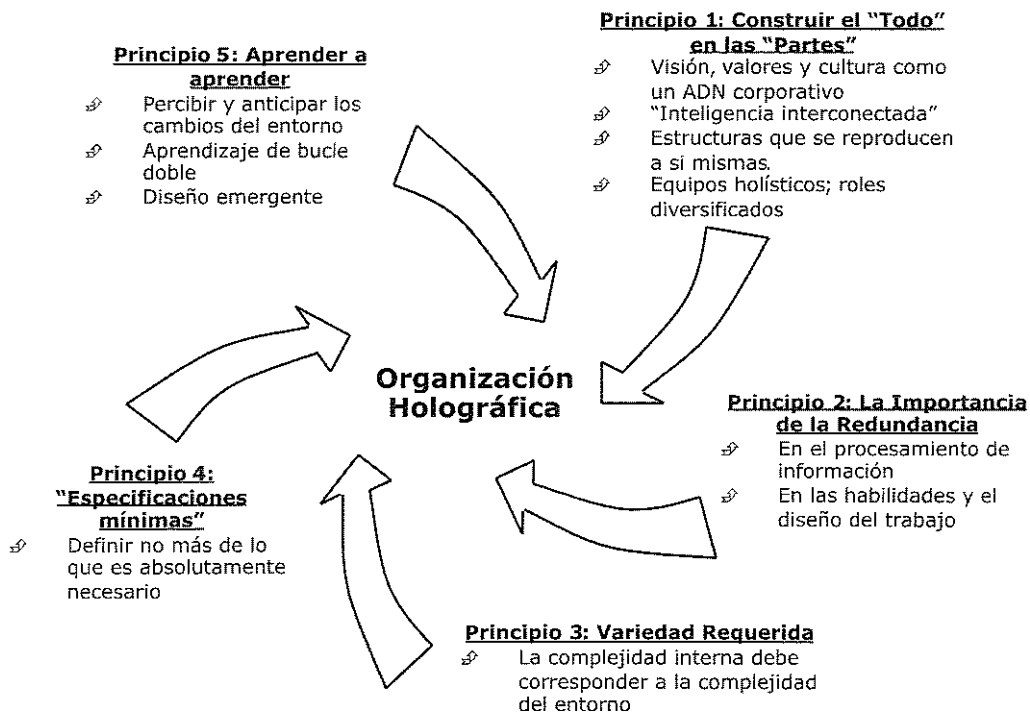 Principio 1: Construir el “Todo”
en las “Partes”
Visión, valores y cultura como
un ADN corporativo
“Inteligencia interconectada”
Estructuras que se reproducen
a si mismas.
Equipos holísticos; roles
diversificados
Principio 5: Aprender a
aprender
Percibir y anticipar los
cambios del entorno
Aprendizaje de bucle
doble
Diseño emergente
Organización
Holográfica
Principio 2: La Importancia
de la Redundancia
En el procesamiento de
información
En las habilidades y el
diseño del trabajo
Principio 4:
“Especificaciones
mínimas”
Definir no más de lo
que es absolutamente
necesario
Principio 3: Variedad Requerida
La complejidad interna debe
corresponder a la complejidad
del entorno